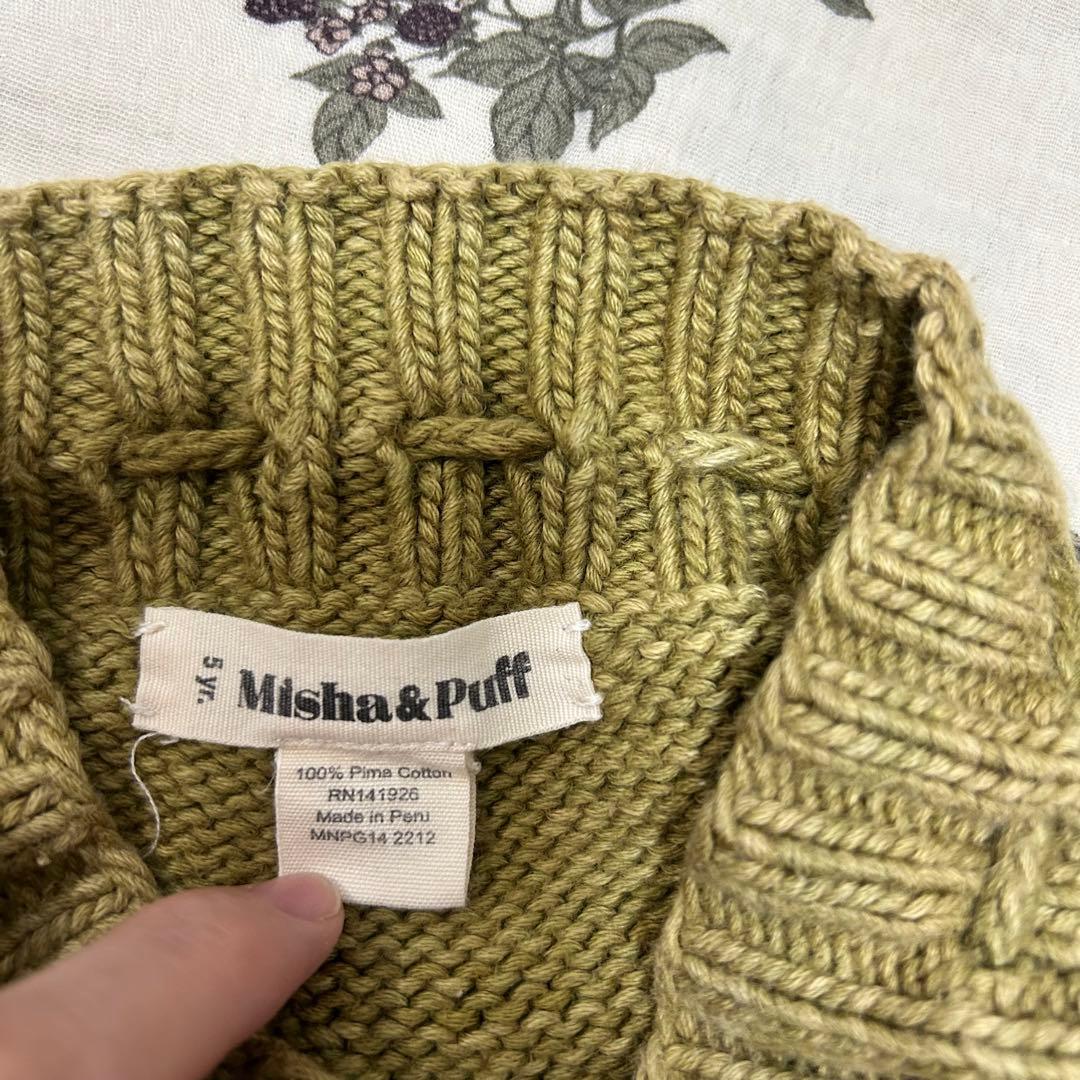 5 yr.
Misha&Puff
100% Pima Cotton
RN141926
Made in Peru
MNPG14 2212